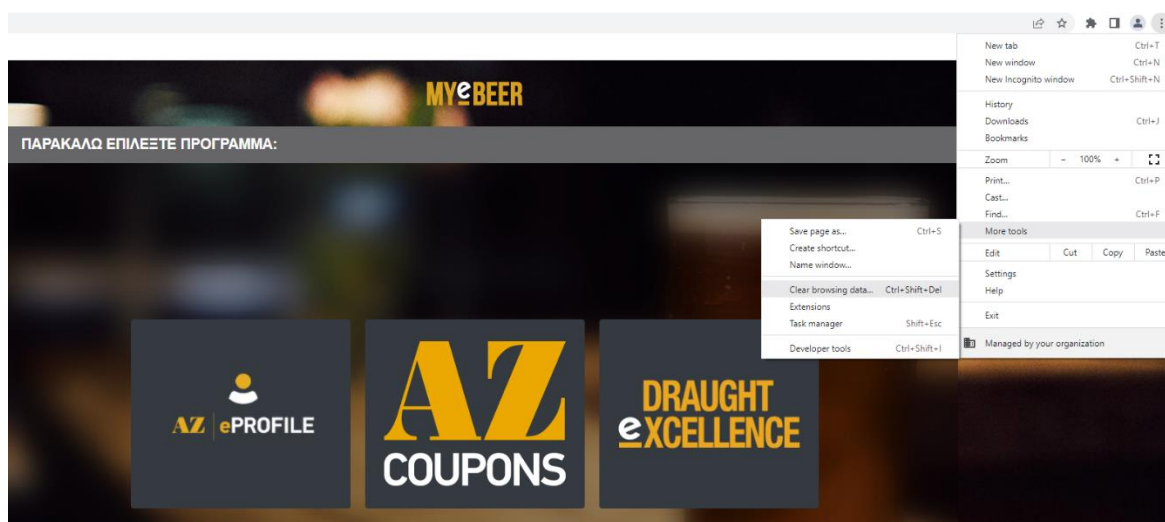 MYeBEER
ΠΑΡΑΚΑΛΩ ΕΠΙΛΕΞΤΕ ΠΡΟΓΡΑΜΜΑ:
New tab Ctrl+T
New window Ctrl+N
New Incognito window Ctrl+Shift+N
History
Downloads Ctrl+J
Bookmarks
Zoom - 100% +
Print... Ctrl+P
Cast...
Find... Ctrl+F
More tools
Edit Cut Copy Paste
Settings
Help
Exit
Managed by your organization
Save page as... Ctrl+S
Create shortcut...
Name window...
Clear browsing data... Ctrl+Shift+Del
Extensions
Task manager Shift+Esc
Developer tools Ctrl+Shift+I
AZ | ePROFILE
AZ
COUPONS
DRAUGHT
eXCELLENCE